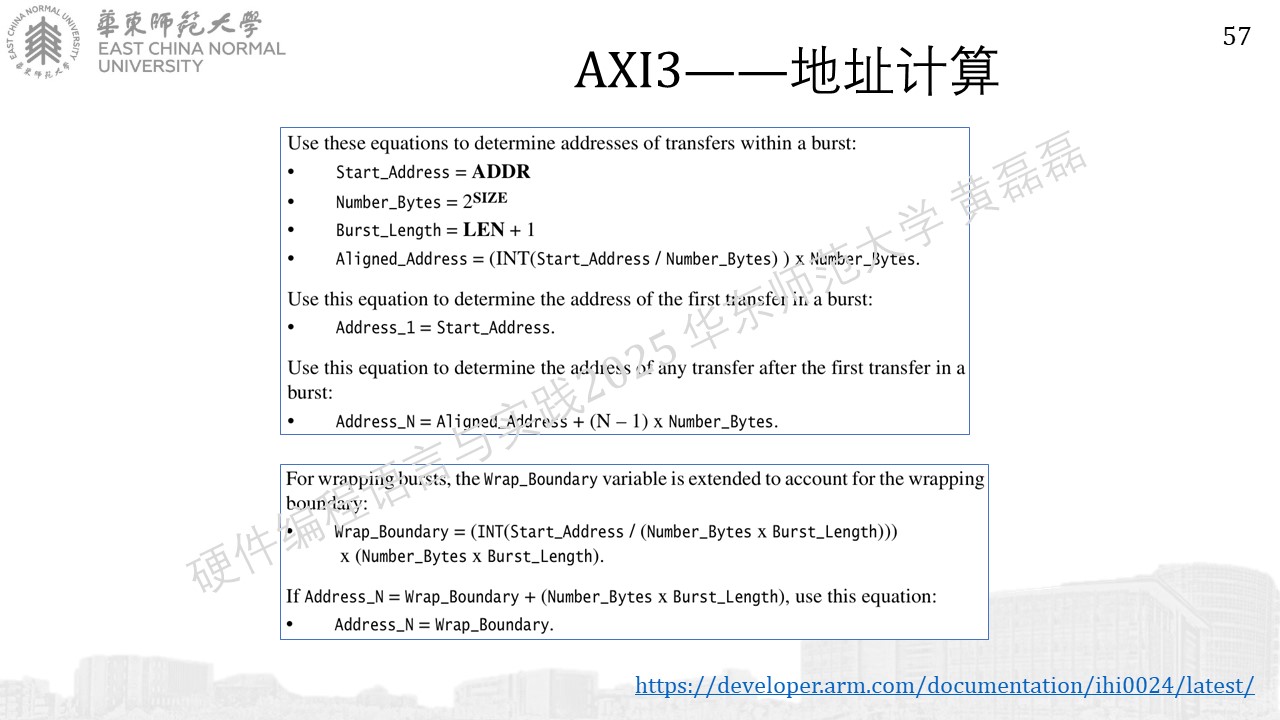 華東師范大學
EAST CHINA NORMAL
UNIVERSITY
EAST CHINA NORMAL UNIVERSITY
華東師范大學
57
AXI3——地址计算
Use these equations to determine addresses of transfers within a burst:
• Start_Address = ADDR
• Number_Bytes = 2^SIZE
• Burst_Length = LEN + 1
• Aligned_Address = (INT(Start_Address / Number_Bytes) ) x Number_Bytes.
Use this equation to determine the address of the first transfer in a burst:
• Address_1 = Start_Address.
Use this equation to determine the address of any transfer after the first transfer in a
burst:
• Address_N = Aligned_Address + (N – 1) x Number_Bytes.
For wrapping bursts, the Wrap_Boundary variable is extended to account for the wrapping
boundary:
• Wrap_Boundary = (INT(Start_Address / (Number_Bytes x Burst_Length)))
x (Number_Bytes x Burst_Length).
If Address_N = Wrap_Boundary + (Number_Bytes x Burst_Length), use this equation:
• Address_N = Wrap_Boundary.
硬件编程语言与实践2025 华东师范大学 黄磊磊
https://developer.arm.com/documentation/ihi0024/latest/